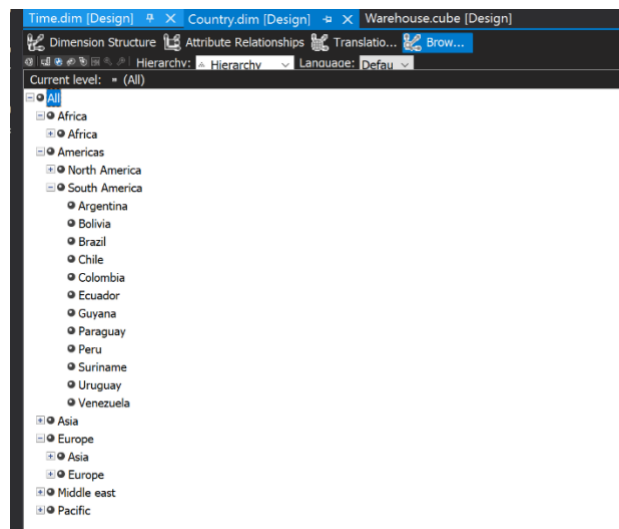 Time.dim [Design] Country.dim [Design] Warehouse.cube [Design]
Dimension Structure Attribute Relationships Translatio... Brow...
Hierarchy: Hierarchy Language: Defau
Current level: (All)
All
Africa
Africa
Americas
North America
South America
Argentina
Bolivia
Brazil
Chile
Colombia
Ecuador
Guyana
Paraguay
Peru
Suriname
Uruguay
Venezuela
Asia
Europe
Asia
Europe
Middle east
Pacific